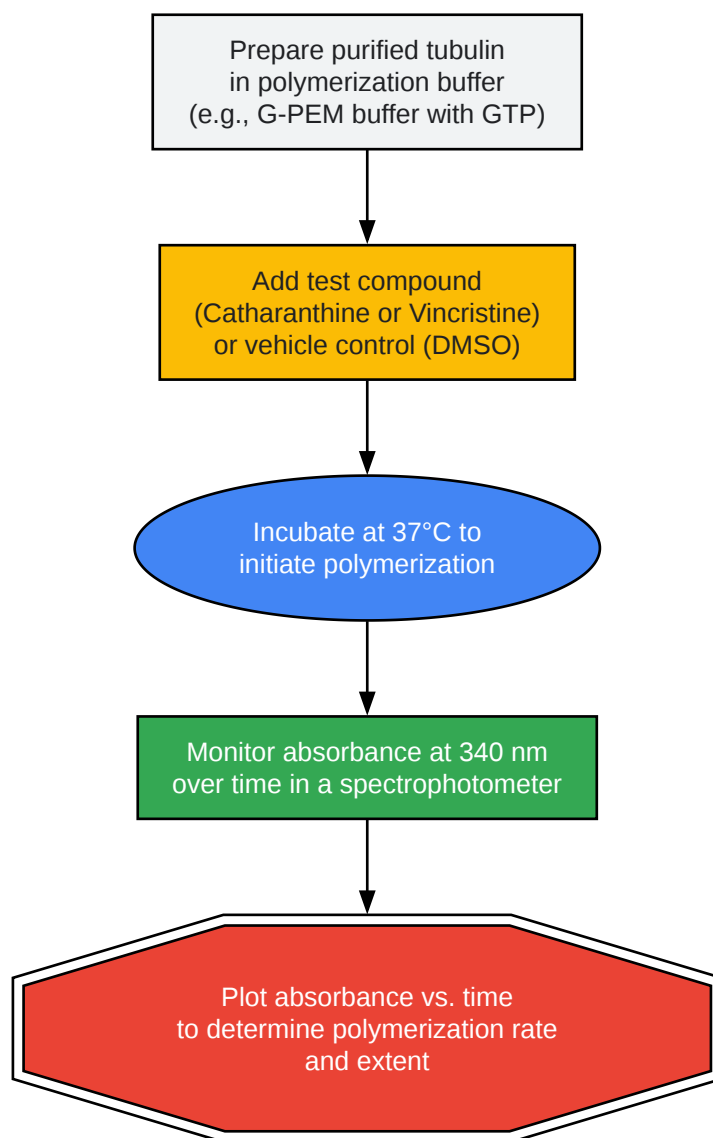 Prepare purified tubulin
in polymerization buffer
(e.g., G-PEM buffer with GTP)
Add test compound
(Catharanthine or Vincristine)
or vehicle control (DMSO)
Incubate at 37°C to
initiate polymerization
Monitor absorbance at 340 nm
over time in a spectrophotometer
Plot absorbance vs. time
to determine polymerization rate
and extent